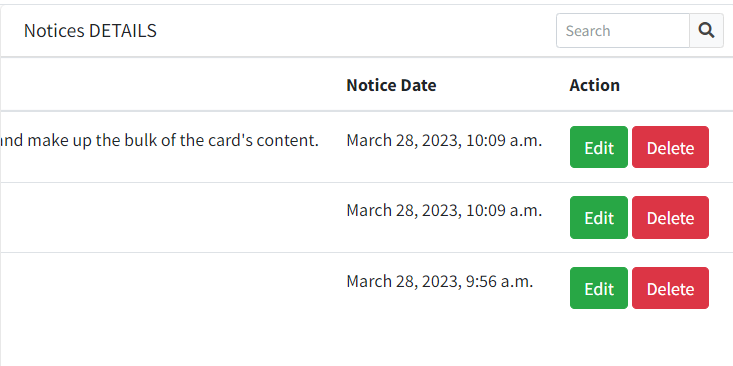 Notices DETAILS Search
Notice Date Action
and make up the bulk of the card's content. March 28, 2023, 10:09 a.m. Edit Delete
March 28, 2023, 10:09 a.m. Edit Delete
March 28, 2023, 9:56 a.m. Edit Delete